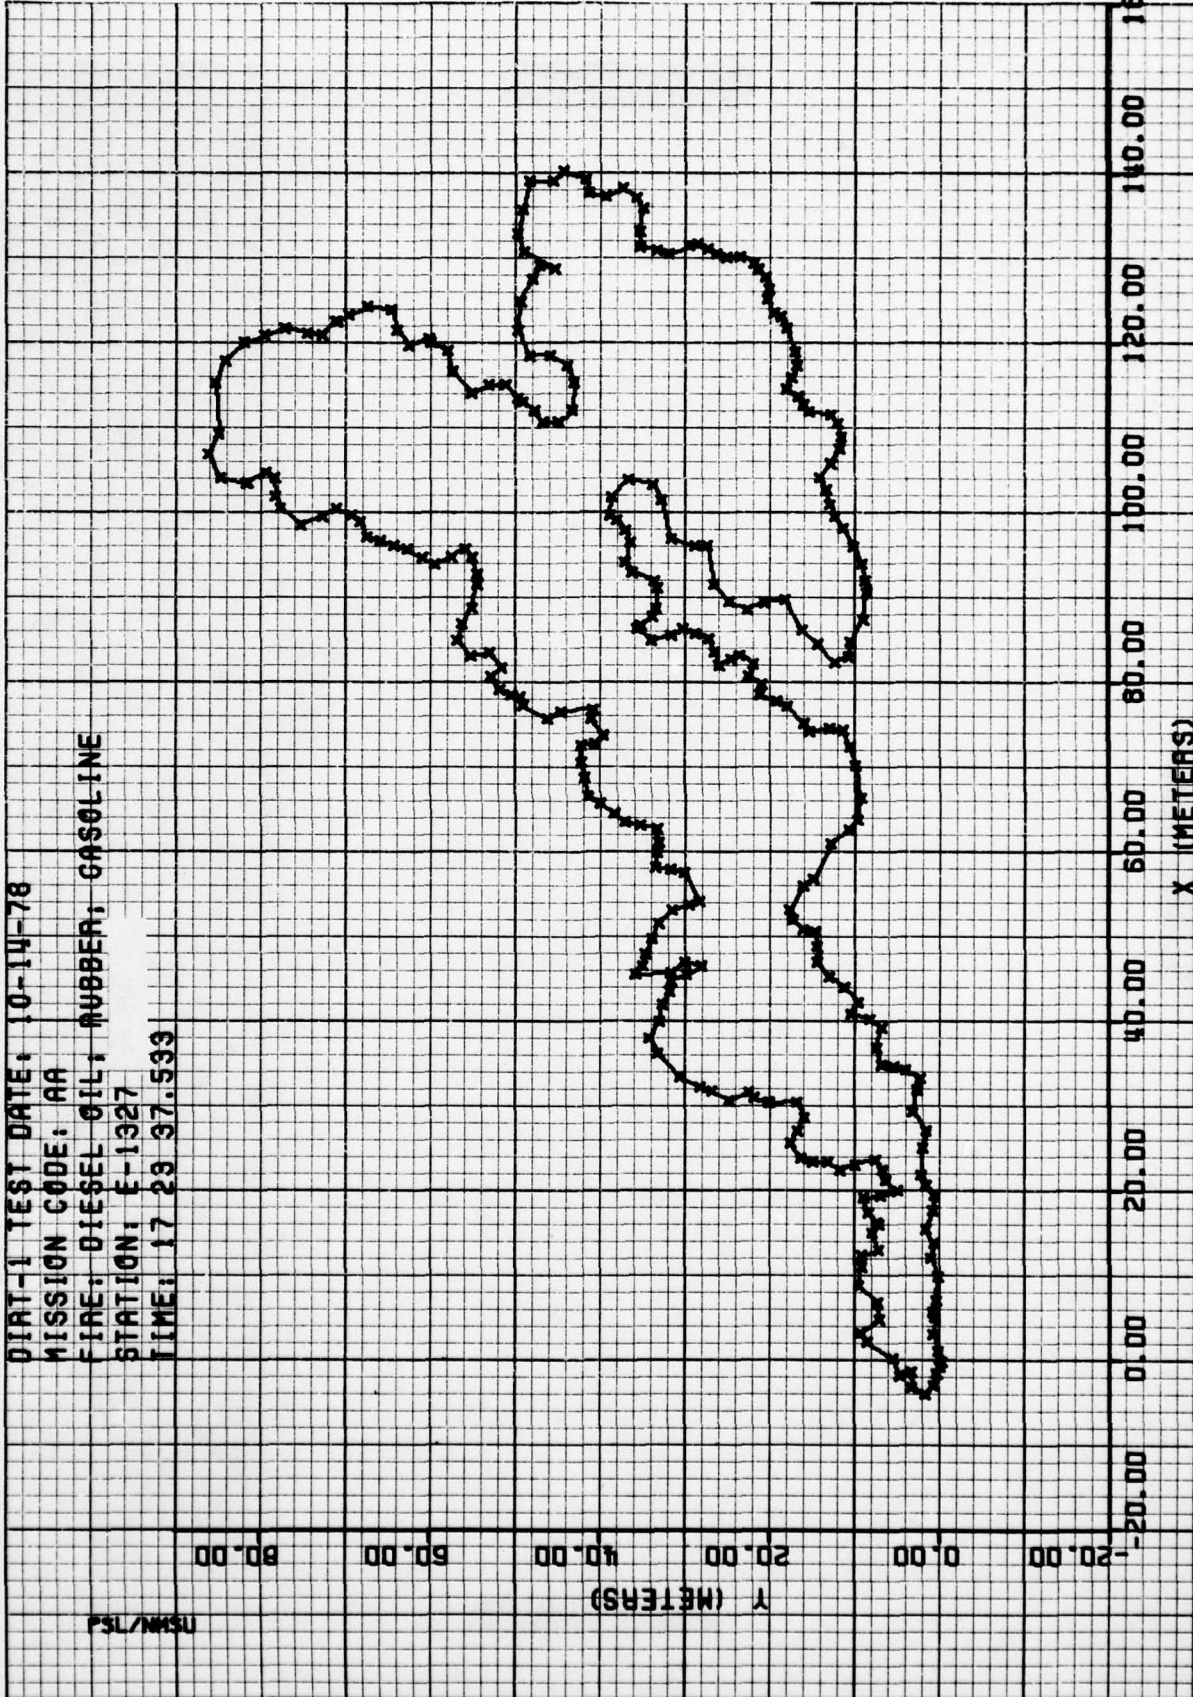 DIRT-1 TEST DATE: 10-14-78
MISSION CODE: AA
FIRE: DIESEL OIL; RUBBER; GASOLINE
STATION: E-1327
TIME: 17 23 37.533
PSL/NMSU
Y (METERS)
80.00
60.00
40.00
20.00
0.00
-20.00
-20.00
0.00
20.00
40.00
60.00
80.00
100.00
120.00
140.00
X (METERS)